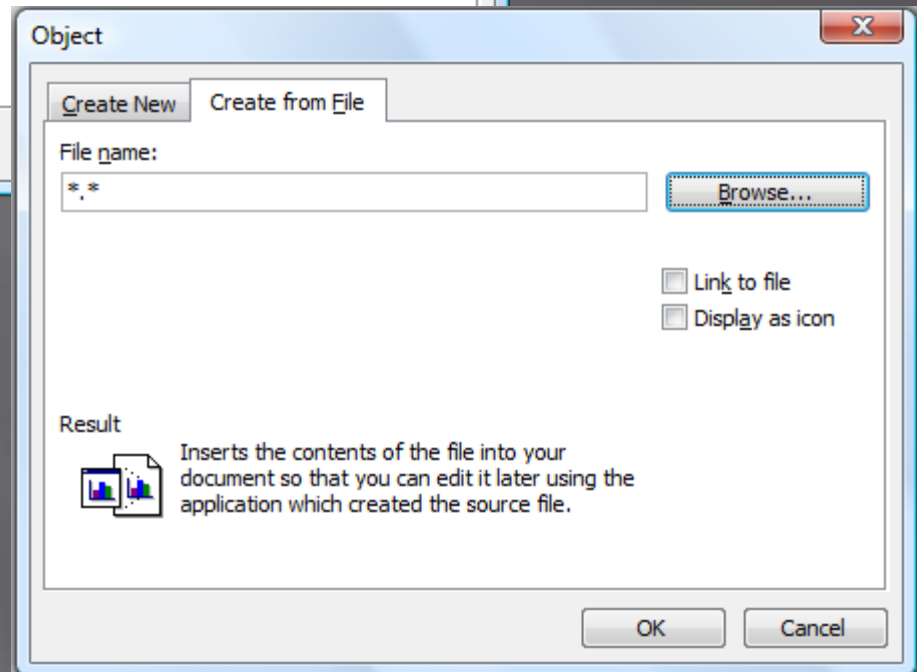 Object
Create New
Create from File
File name:
*.*
Browse...
Link to file
Display as icon
Result
Inserts the contents of the file into your
document so that you can edit it later using the
application which created the source file.
OK
Cancel